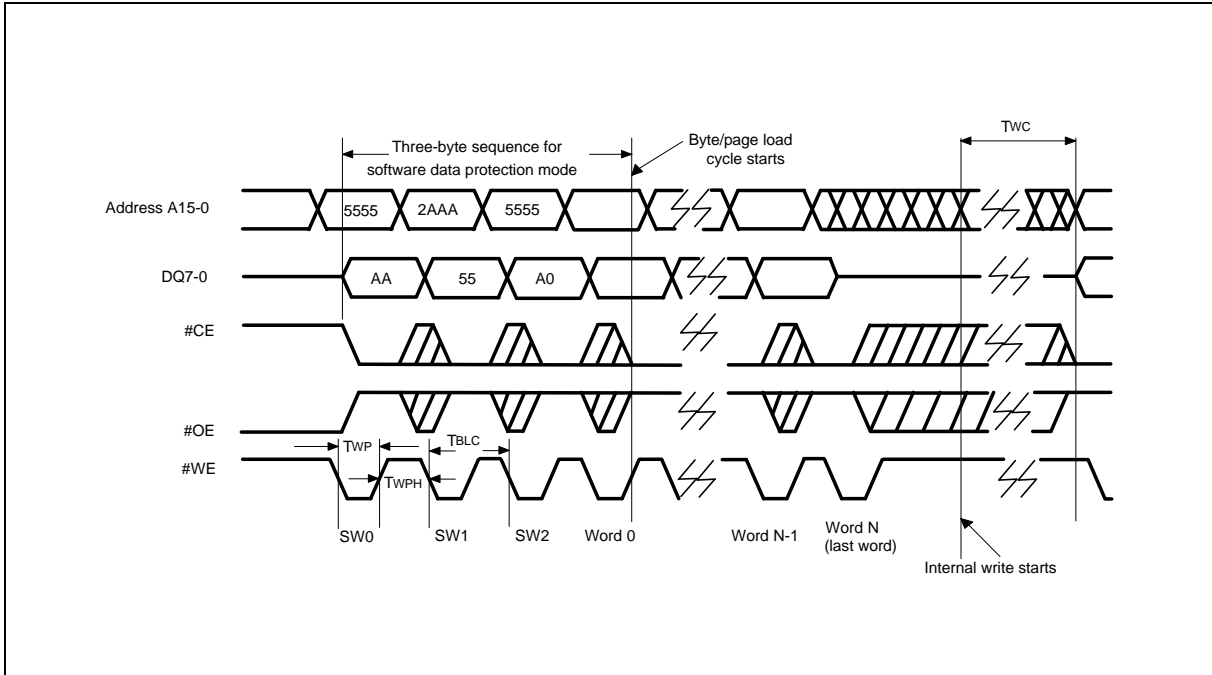 Three-byte sequence for
software data protection mode
Byte/page load
cycle starts
TWC
Address A15-0
5555
2AAA
5555
DQ7-0
AA
55
A0
#CE
#OE
TWP
TBLC
#WE
TWPH
SW0
SW1
SW2
Word 0
Word N-1
Word N
(last word)
Internal write starts